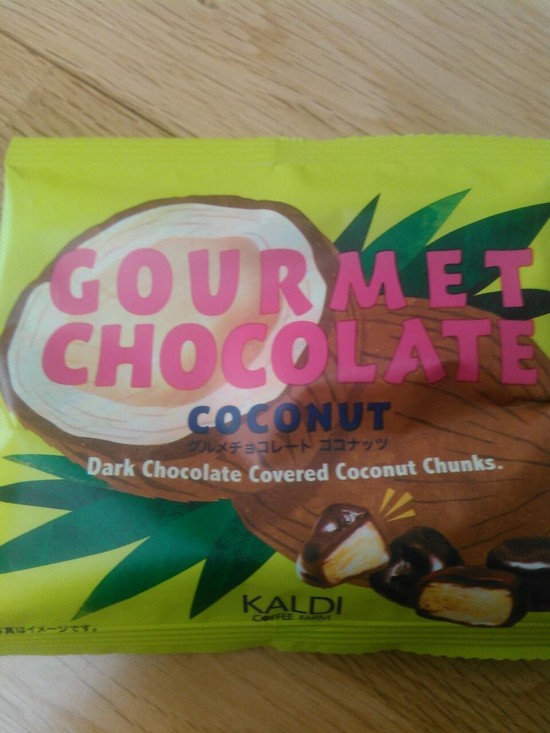 GOURMET
CHOCOLATE
COCONUT
グルメチョコレート ココナッツ
Dark Chocolate Covered Coconut Chunks.
KALDI
COFFEE FARM
真はイメージです。